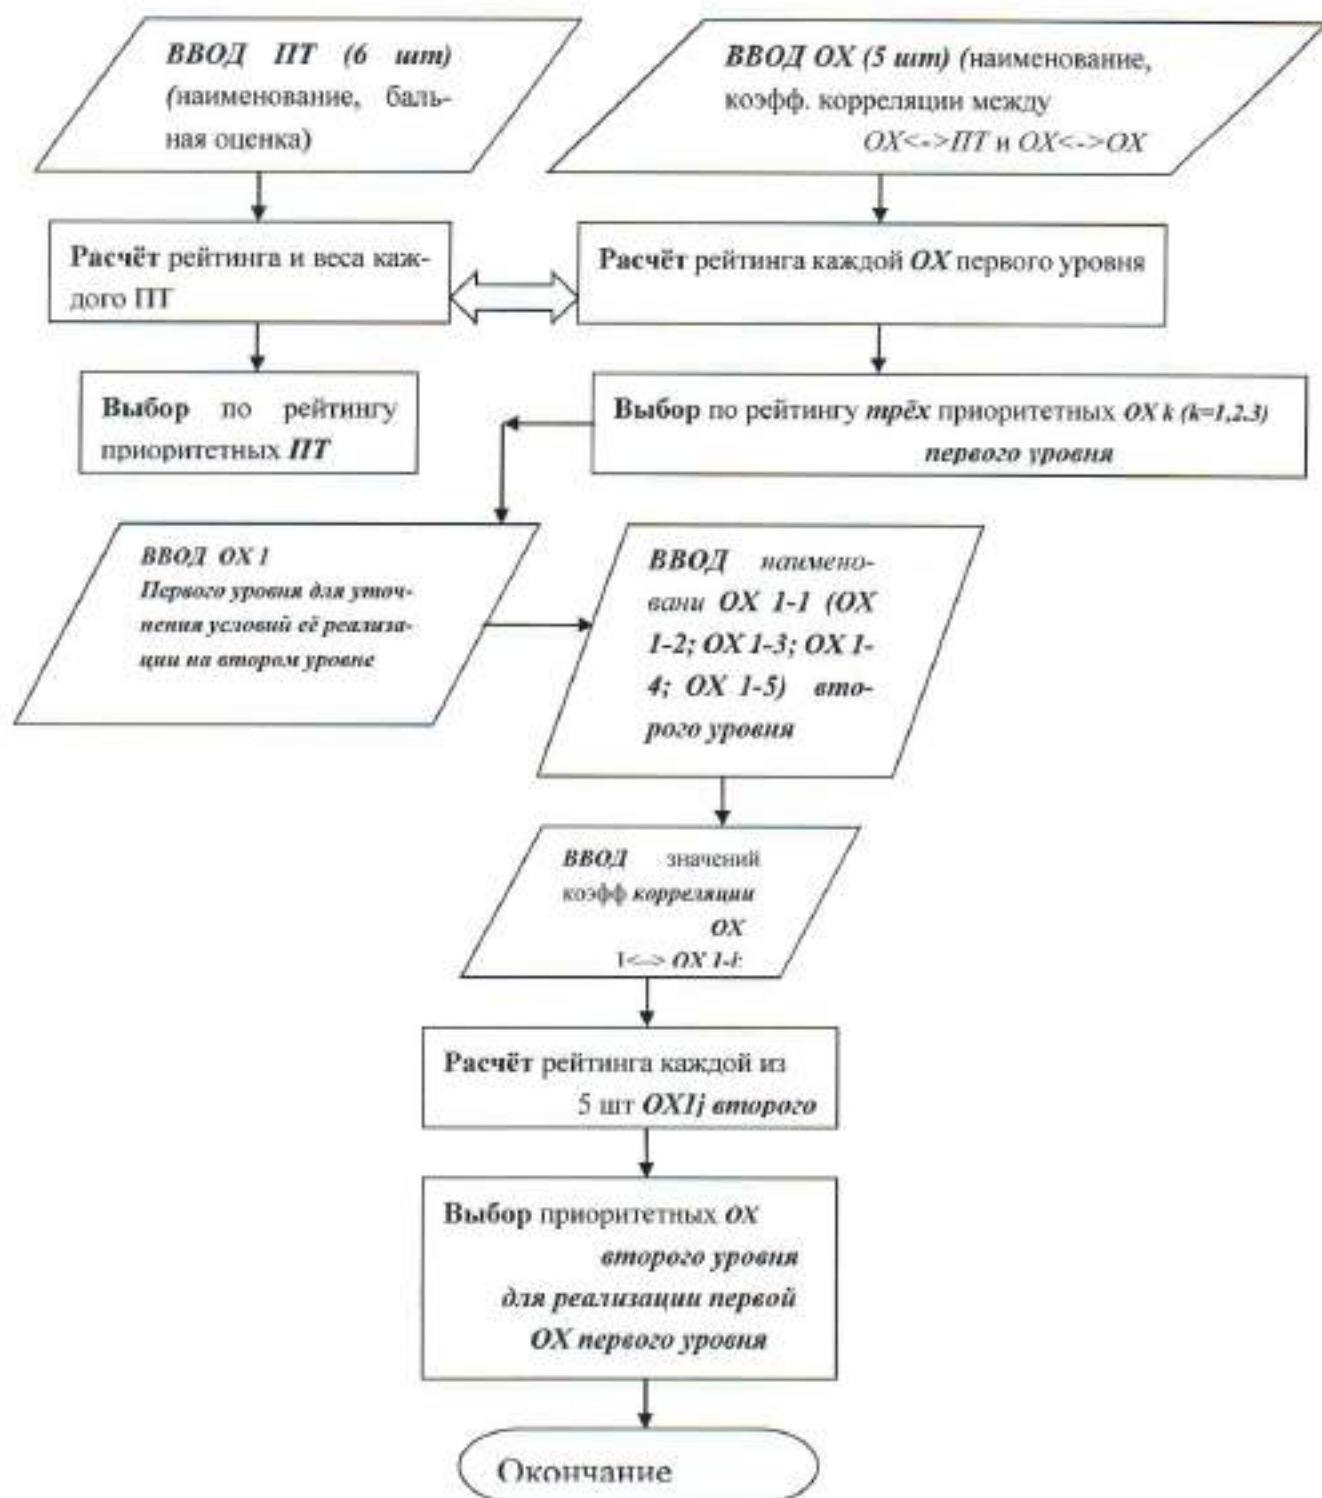 ВВОД ПТ (6 шт)
(наименование, баль-
ная оценка)
ВВОД ОХ (5 шт) (наименование,
коэфф. корреляции между
ОХ<->ПТ и ОХ<->ОХ
Расчёт рейтинга и веса каж-
дого ПТ
Расчёт рейтинга каждой ОХ первого уровня
Выбор по рейтингу
приоритетных ПТ
Выбор по рейтингу трёх приоритетных ОХ k (k=1,2.3)
первого уровня
ВВОД ОХ 1
Первого уровня для уточ-
нения условий её реализа-
ции на втором уровне
ВВОД наимено-
вани ОХ 1-1 (ОХ
1-2; ОХ 1-3; ОХ 1-
4; ОХ 1-5) вто-
рого уровня
ВВОД значений
коэфф корреляции
ОХ
1<--> ОХ 1-i:
Расчёт рейтинга каждой из
5 шт ОХ1j второго
Выбор приоритетных ОХ
второго уровня
для реализации первой
ОХ первого уровня
Окончание